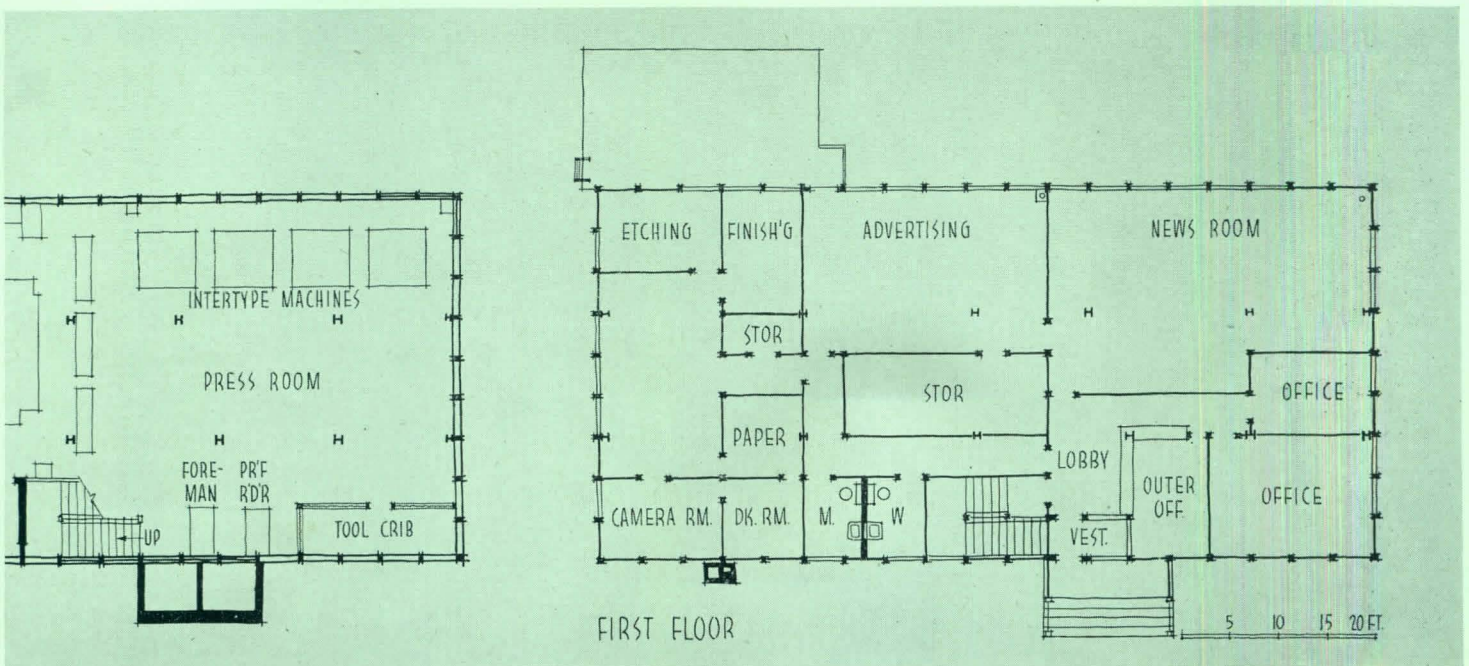 INTERTYPE MACHINES
PRESS ROOM
FORE-
MAN
PR'F
R'D'R
TOOL CRIB
UP
ETCHING
FINISH'G
ADVERTISING
NEWS ROOM
STOR
STOR
OFFICE
PAPER
LOBBY
OUTER
OFF.
OFFICE
CAMERA RM.
DK. RM.
M.
W
VEST.
FIRST FLOOR
5 10 15 20 FT.